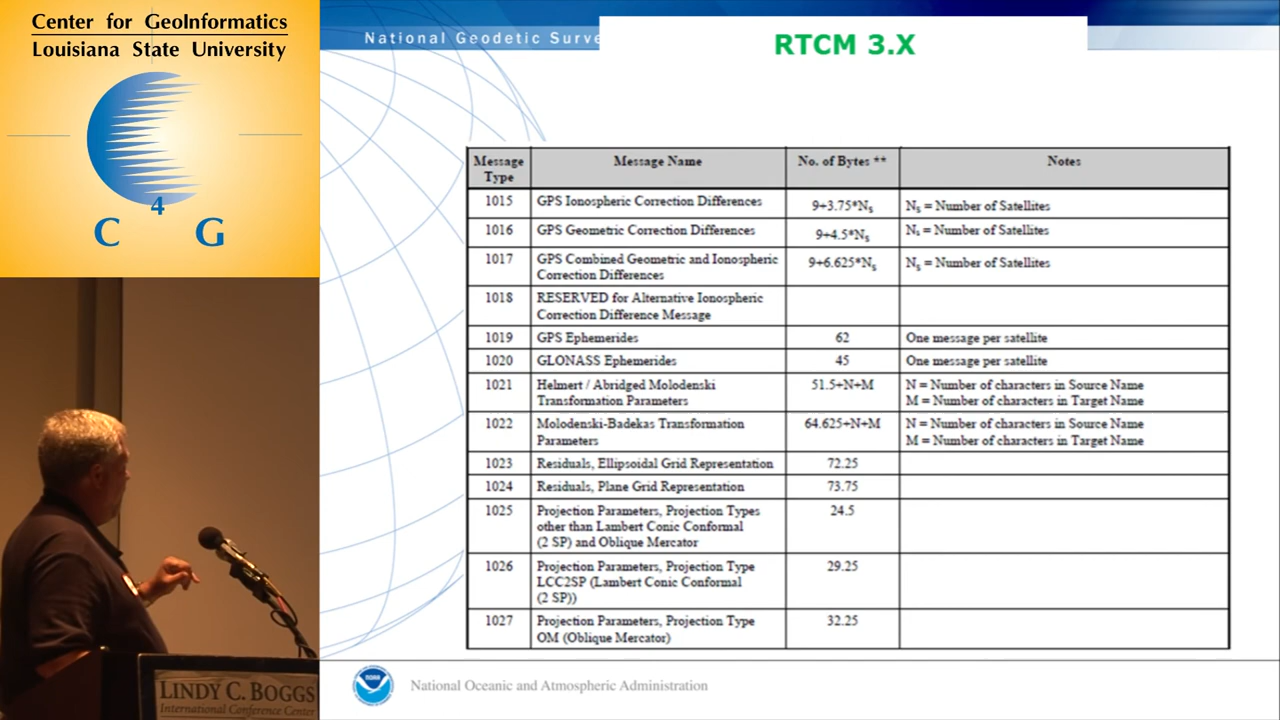 Center for GeoInformatics
Louisiana State University
C 4 G
National Geodetic Surve
RTCM 3.X
Message Type | Message Name | No. of Bytes ** | Notes
1015 | GPS Ionospheric Correction Differences | 9+3.75*Ns | Ns = Number of Satellites
1016 | GPS Geometric Correction Differences | 9+4.5*Ns | Ns = Number of Satellites
1017 | GPS Combined Geometric and Ionospheric Correction Differences | 9+6.625*Ns | Ns = Number of Satellites
1018 | RESERVED for Alternative Ionospheric Correction Difference Message
1019 | GPS Ephemerides | 62 | One message per satellite
1020 | GLONASS Ephemerides | 45 | One message per satellite
1021 | Helmert / Abridged Molodenski Transformation Parameters | 51.5+N+M | N = Number of characters in Source Name M = Number of characters in Target Name
1022 | Molodenski-Badekas Transformation Parameters | 64.625+N+M | N = Number of characters in Source Name M = Number of characters in Target Name
1023 | Residuals, Ellipsoidal Grid Representation | 72.25
1024 | Residuals, Plane Grid Representation | 73.75
1025 | Projection Parameters, Projection Types other than Lambert Conic Conformal (2 SP) and Oblique Mercator | 24.5
1026 | Projection Parameters, Projection Type LCC2SP (Lambert Conic Conformal (2 SP)) | 29.25
1027 | Projection Parameters, Projection Type OM (Oblique Mercator) | 32.25
NOAA
National Oceanic and Atmospheric Administration
LINDY C. BOGGS
International Conference Center